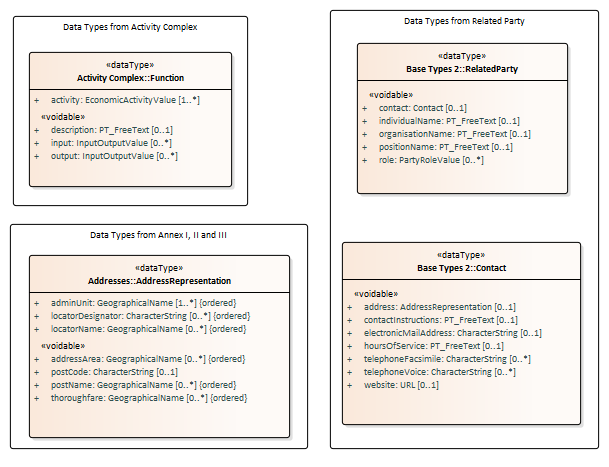 Data Types from Activity Complex
«dataType»
Activity Complex::Function
+ activity: EconomicActivityValue [1..*]
«voidable»
+ description: PT_FreeText [0..1]
+ input: InputOutputValue [0..*]
+ output: InputOutputValue [0..*]
Data Types from Annex I, II and III
«dataType»
Addresses::AddressRepresentation
+ adminUnit: GeographicalName [1..*] {ordered}
+ locatorDesignator: CharacterString [0..*] {ordered}
+ locatorName: GeographicalName [0..*] {ordered}
«voidable»
+ addressArea: GeographicalName [0..*] {ordered}
+ postCode: CharacterString [0..1]
+ postName: GeographicalName [0..*] {ordered}
+ thoroughfare: GeographicalName [0..*] {ordered}
Data Types from Related Party
«dataType»
Base Types 2::RelatedParty
«voidable»
+ contact: Contact [0..1]
+ individualName: PT_FreeText [0..1]
+ organisationName: PT_FreeText [0..1]
+ positionName: PT_FreeText [0..1]
+ role: PartyRoleValue [0..*]
«dataType»
Base Types 2::Contact
«voidable»
+ address: AddressRepresentation [0..1]
+ contactInstructions: PT_FreeText [0..1]
+ electronicMailAddress: CharacterString [0..1]
+ hoursOfService: PT_FreeText [0..1]
+ telephoneFacsimile: CharacterString [0..*]
+ telephoneVoice: CharacterString [0..*]
+ website: URL [0..1]